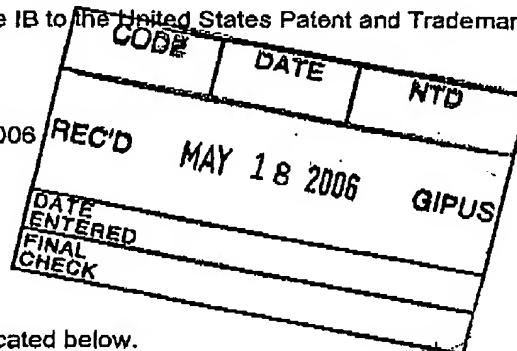 e IB to the United States Patent and Trademar
CODE DATE NTD
006
REC'D MAY 18 2006 GIPUS
DATE
ENTERED
FINAL
CHECK
cated below.